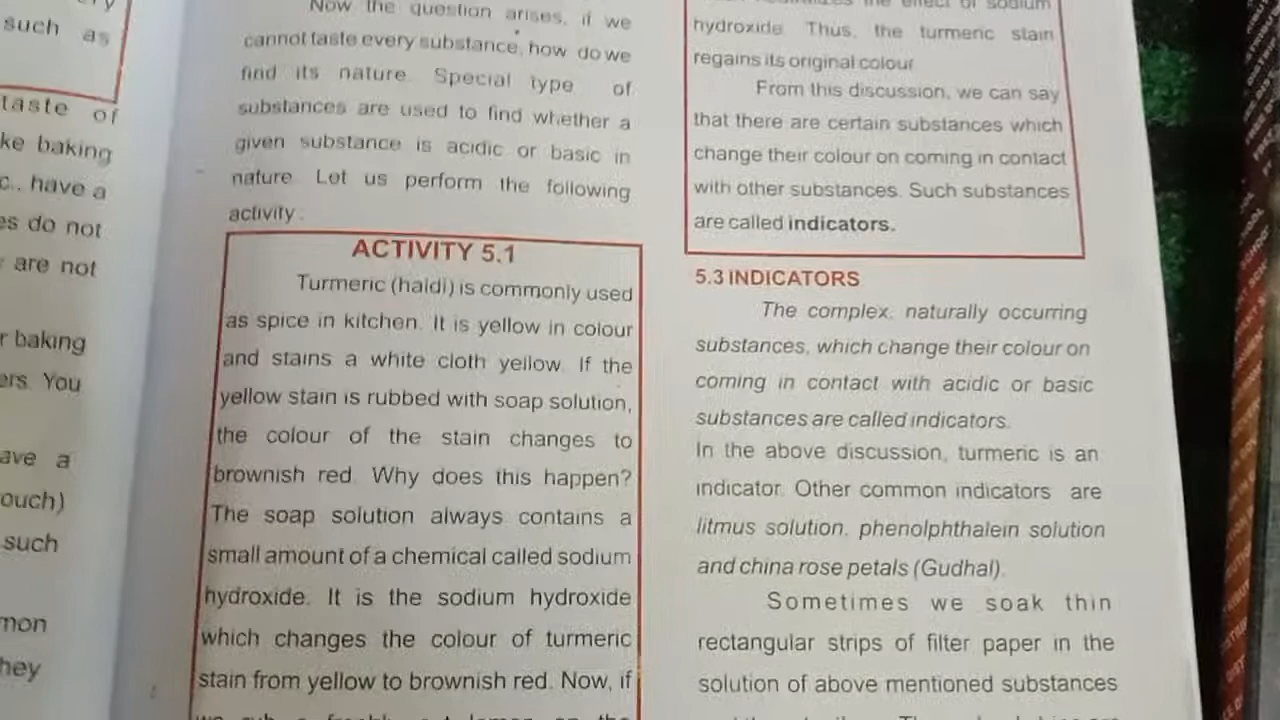 such as
taste of
ke baking
c., have a
es do not
are not
r baking
ers. You
ave a
ouch)
such
mon
hey
Now the question arises, if we
cannot taste every substance, how do we
find its nature. Special type of
substances are used to find whether a
given substance is acidic or basic in
nature. Let us perform the following
activity.
ACTIVITY 5.1
Turmeric (haldi) is commonly used
as spice in kitchen. It is yellow in colour
and stains a white cloth yellow. If the
yellow stain is rubbed with soap solution,
the colour of the stain changes to
brownish red. Why does this happen?
The soap solution always contains a
small amount of a chemical called sodium
hydroxide. It is the sodium hydroxide
which changes the colour of turmeric
stain from yellow to brownish red. Now, if
the effect of sodium
hydroxide. Thus, the turmeric stain
regains its original colour
From this discussion, we can say
that there are certain substances which
change their colour on coming in contact
with other substances. Such substances
are called indicators.
5.3 INDICATORS
The complex, naturally occurring
substances, which change their colour on
coming in contact with acidic or basic
substances are called indicators.
In the above discussion, turmeric is an
indicator. Other common indicators are
litmus solution, phenolphthalein solution
and china rose petals (Gudhal).
Sometimes we soak thin
rectangular strips of filter paper in the
solution of above mentioned substances